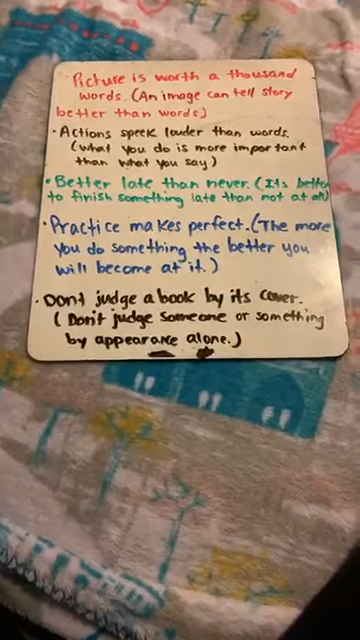 · Picture is worth a thousand
words. (An image can tell story
better than words)
· Actions speek louder than words.
(what you do is more important
than what you say)
· Better late than never. (Its better
to finish something late than not at all)
· Practice makes perfect. (The more
you do something the better you
will become at it.)
· Dont judge a book by its cover.
( Don't judge someone or something
by appearance alone.)